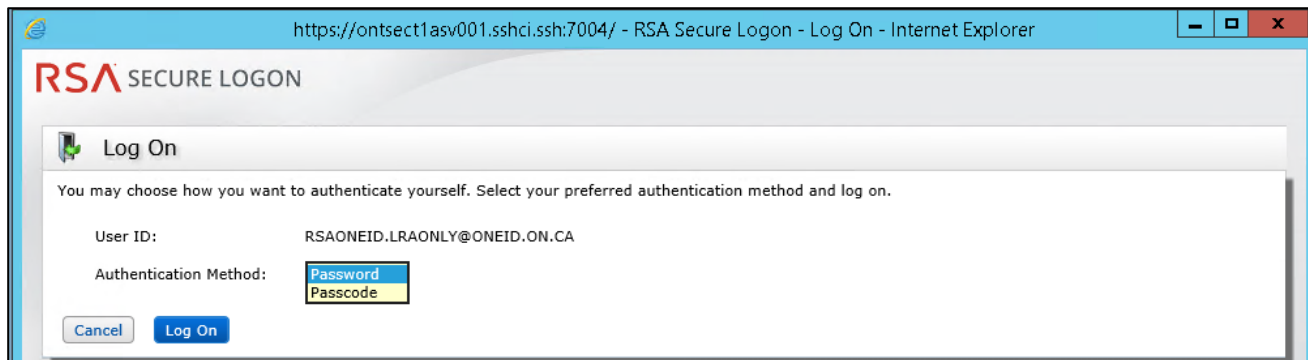 https://ontsect1asv001.sshci.ssh:7004/ - RSA Secure Logon - Log On - Internet Explorer
RSA SECURE LOGON
Log On
You may choose how you want to authenticate yourself. Select your preferred authentication method and log on.
User ID: RSAONEID.LRAONLY@ONEID.ON.CA
Authentication Method: Password
Passcode
Cancel Log On